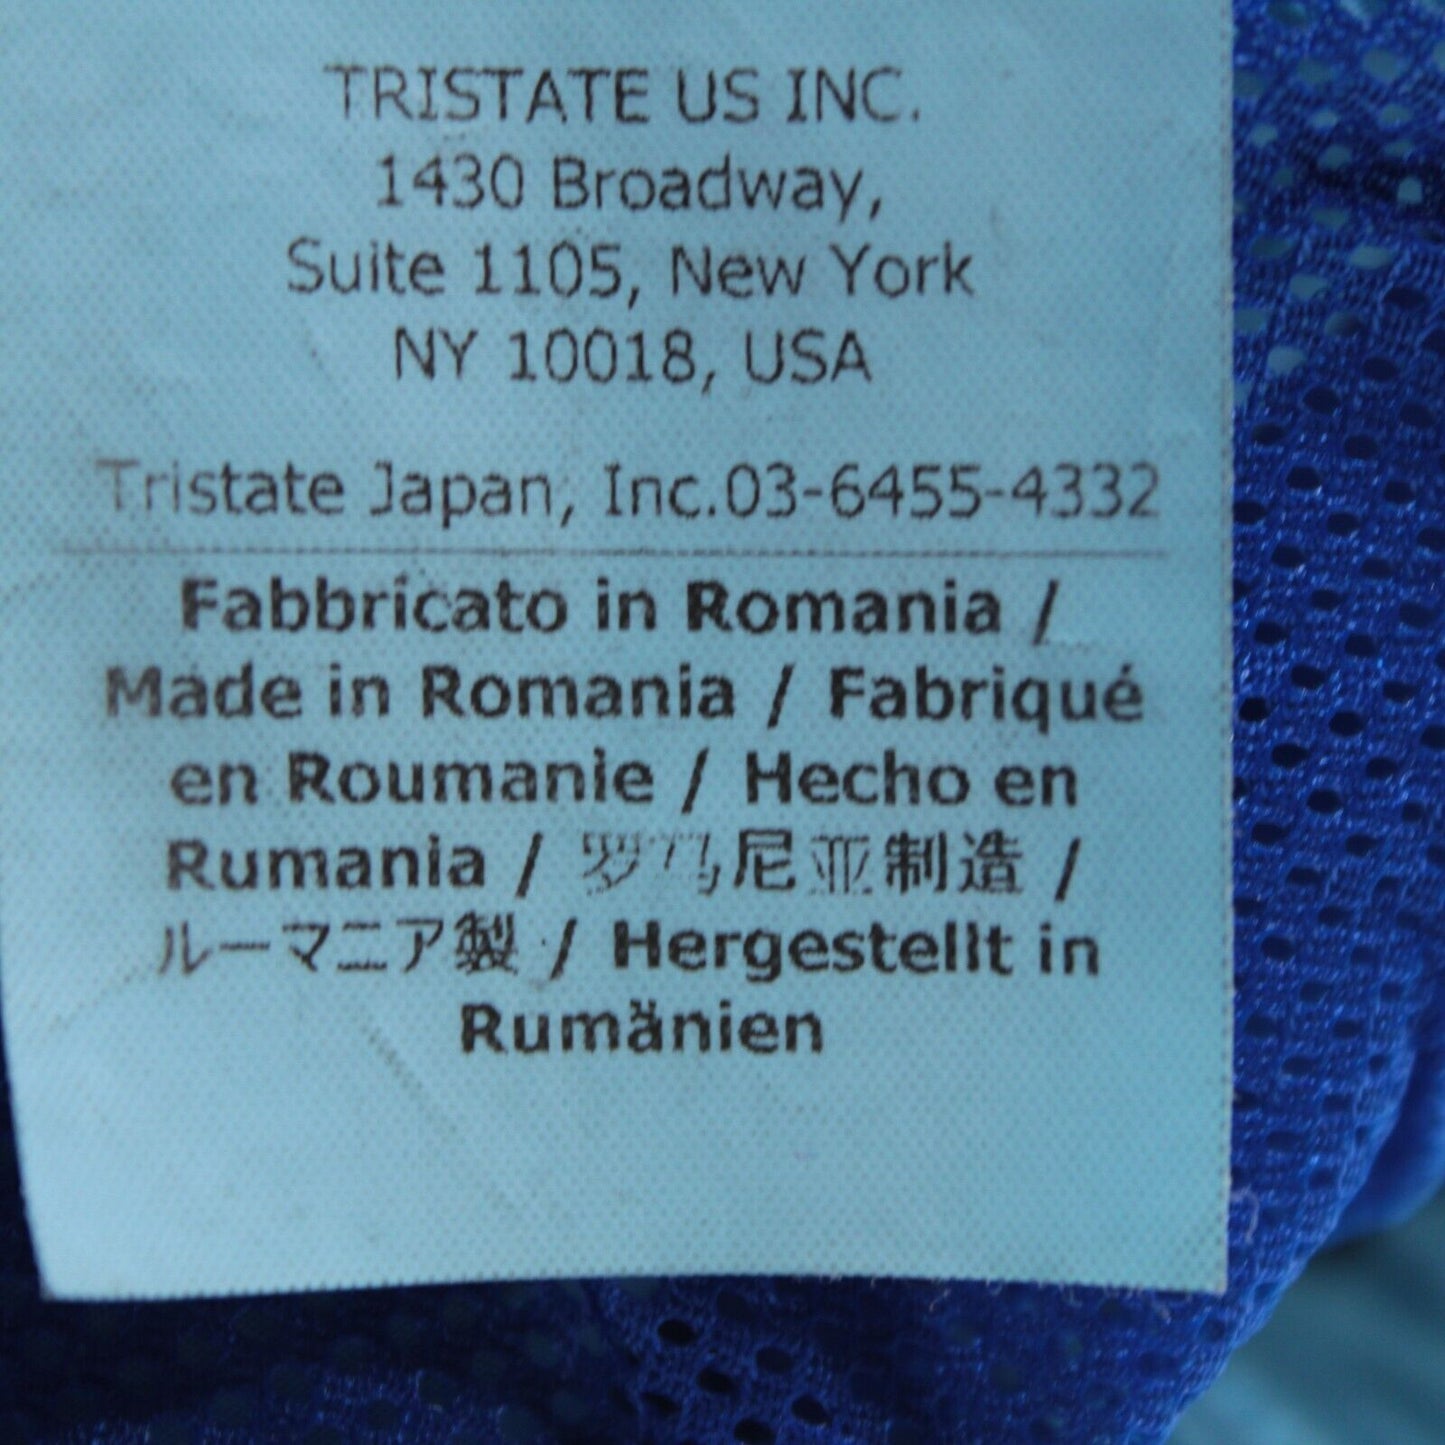 TRISTATE US INC.
1430 Broadway,
Suite 1105, New York
NY 10018, USA
Tristate Japan, Inc.03-6455-4332
Fabbricato in Romania /
Made in Romania / Fabriqué
en Roumanie / Hecho en
Rumania / 罗马尼亚制造 /
ルーマニア製 / Hergestellt in
Rumänien